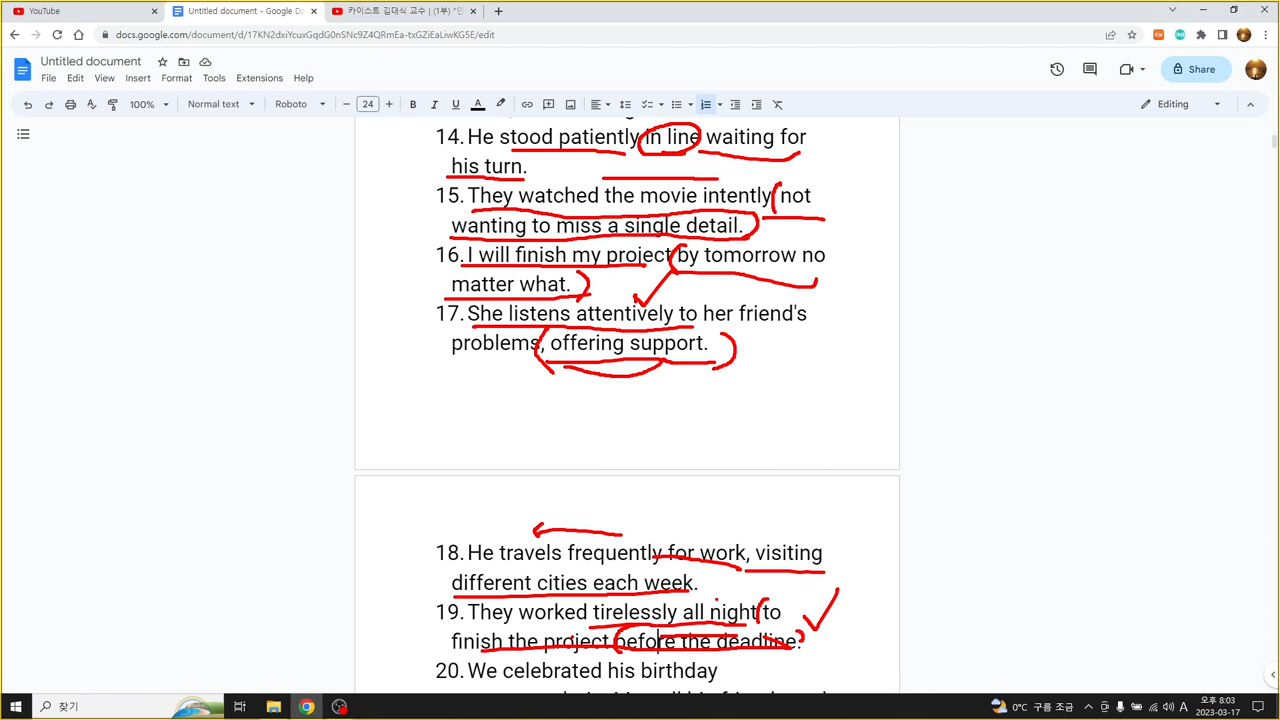 YouTube
Untitled document - Google Do
카이스트 김대식 교수 | (1부) "인
docs.google.com/document/d/17KN2dxiYcuxGqdG0nSNc9Z4QRmEa-txGZiEaLiwKG5E/edit
Untitled document
File Edit View Insert Format Tools Extensions Help
Share
100% Normal text Roboto 24 Editing
14. He stood patiently in line waiting for
his turn.
15. They watched the movie intently not
wanting to miss a single detail.
16. I will finish my project by tomorrow no
matter what.
17. She listens attentively to her friend's
problems, offering support.
18. He travels frequently for work, visiting
different cities each week.
19. They worked tirelessly all night to
finish the project before the deadline.
20. We celebrated his birthday
찾기
0°C 구름 조금
A
오후 8:03
2023-03-17